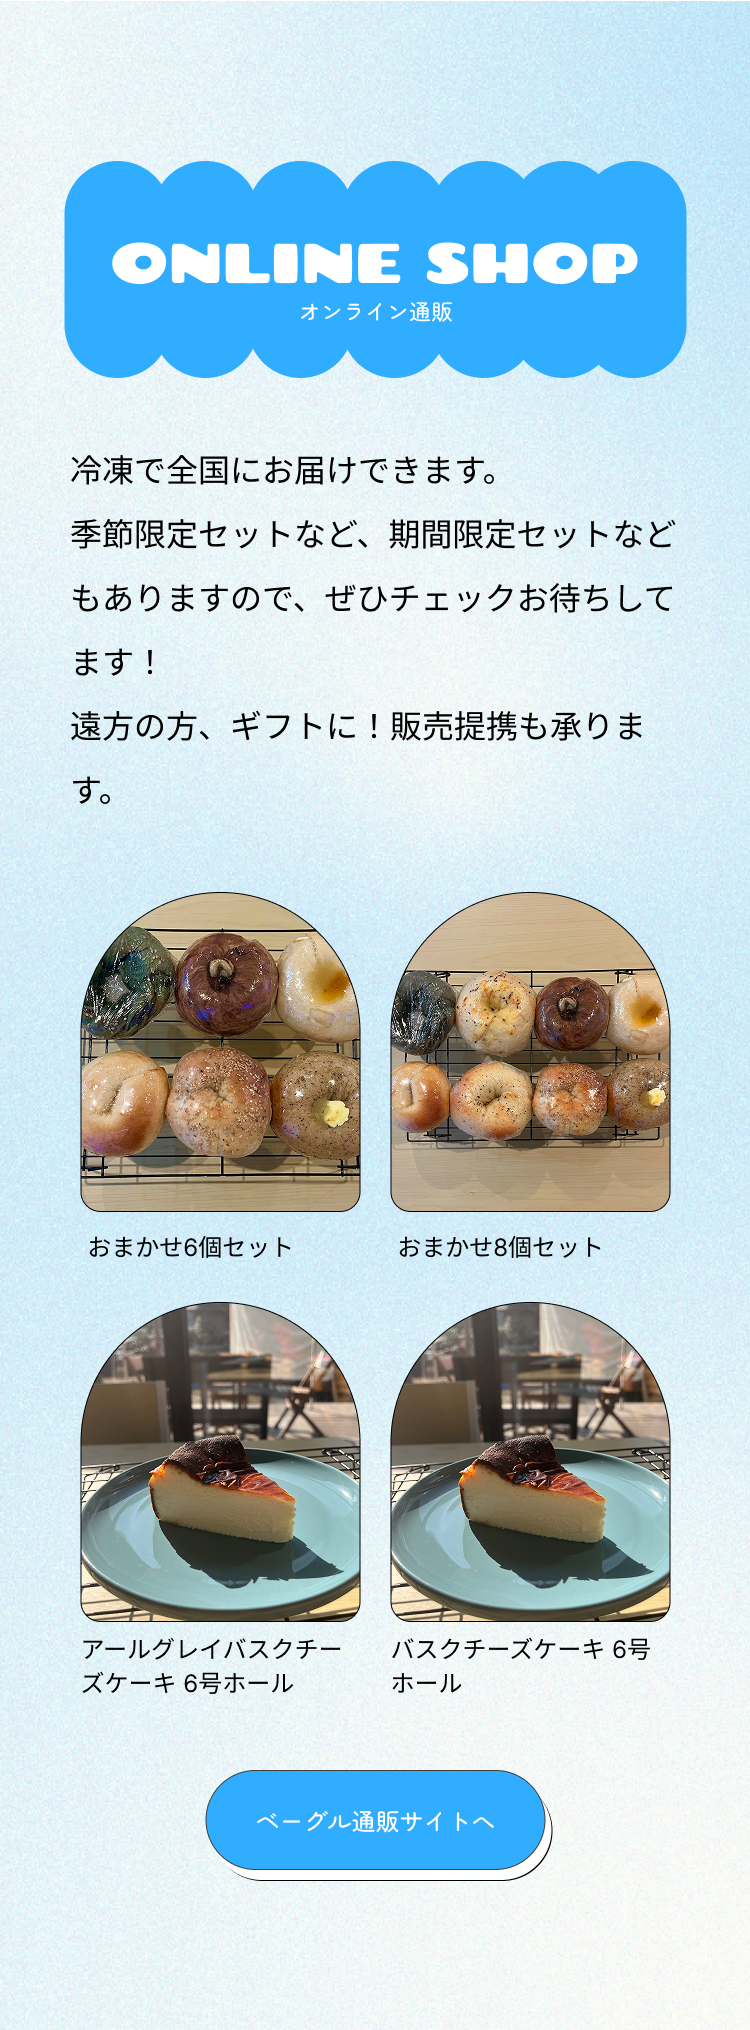 ONLINE SHOP
オンライン通販
冷凍で全国にお届けできます。
季節限定セットなど、期間限定セットなど
もありますので、ぜひチェックお待ちして
ます！
遠方の方、ギフトに！販売提携も承りま
す。
おまかせ6個セット
おまかせ8個セット
アールグレイバスクチー
ズケーキ 6号ホール
バスクチーズケーキ 6号
ホール
ベーグル通販サイトへ